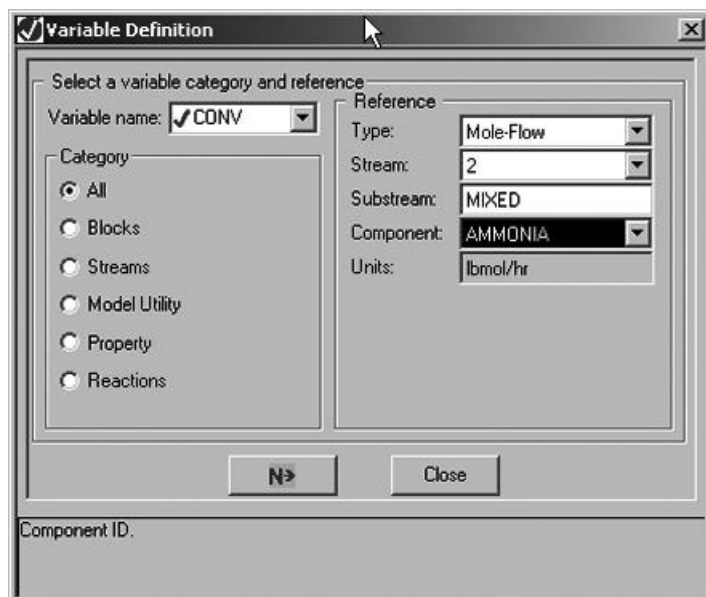 Variable Definition
Select a variable category and reference
Variable name: CONV
Category
All
Blocks
Streams
Model Utility
Property
Reactions
Reference
Type: Mole-Flow
Stream: 2
Substream: MIXED
Component: AMMONIA
Units: lbmol/hr
N
Close
Component ID.